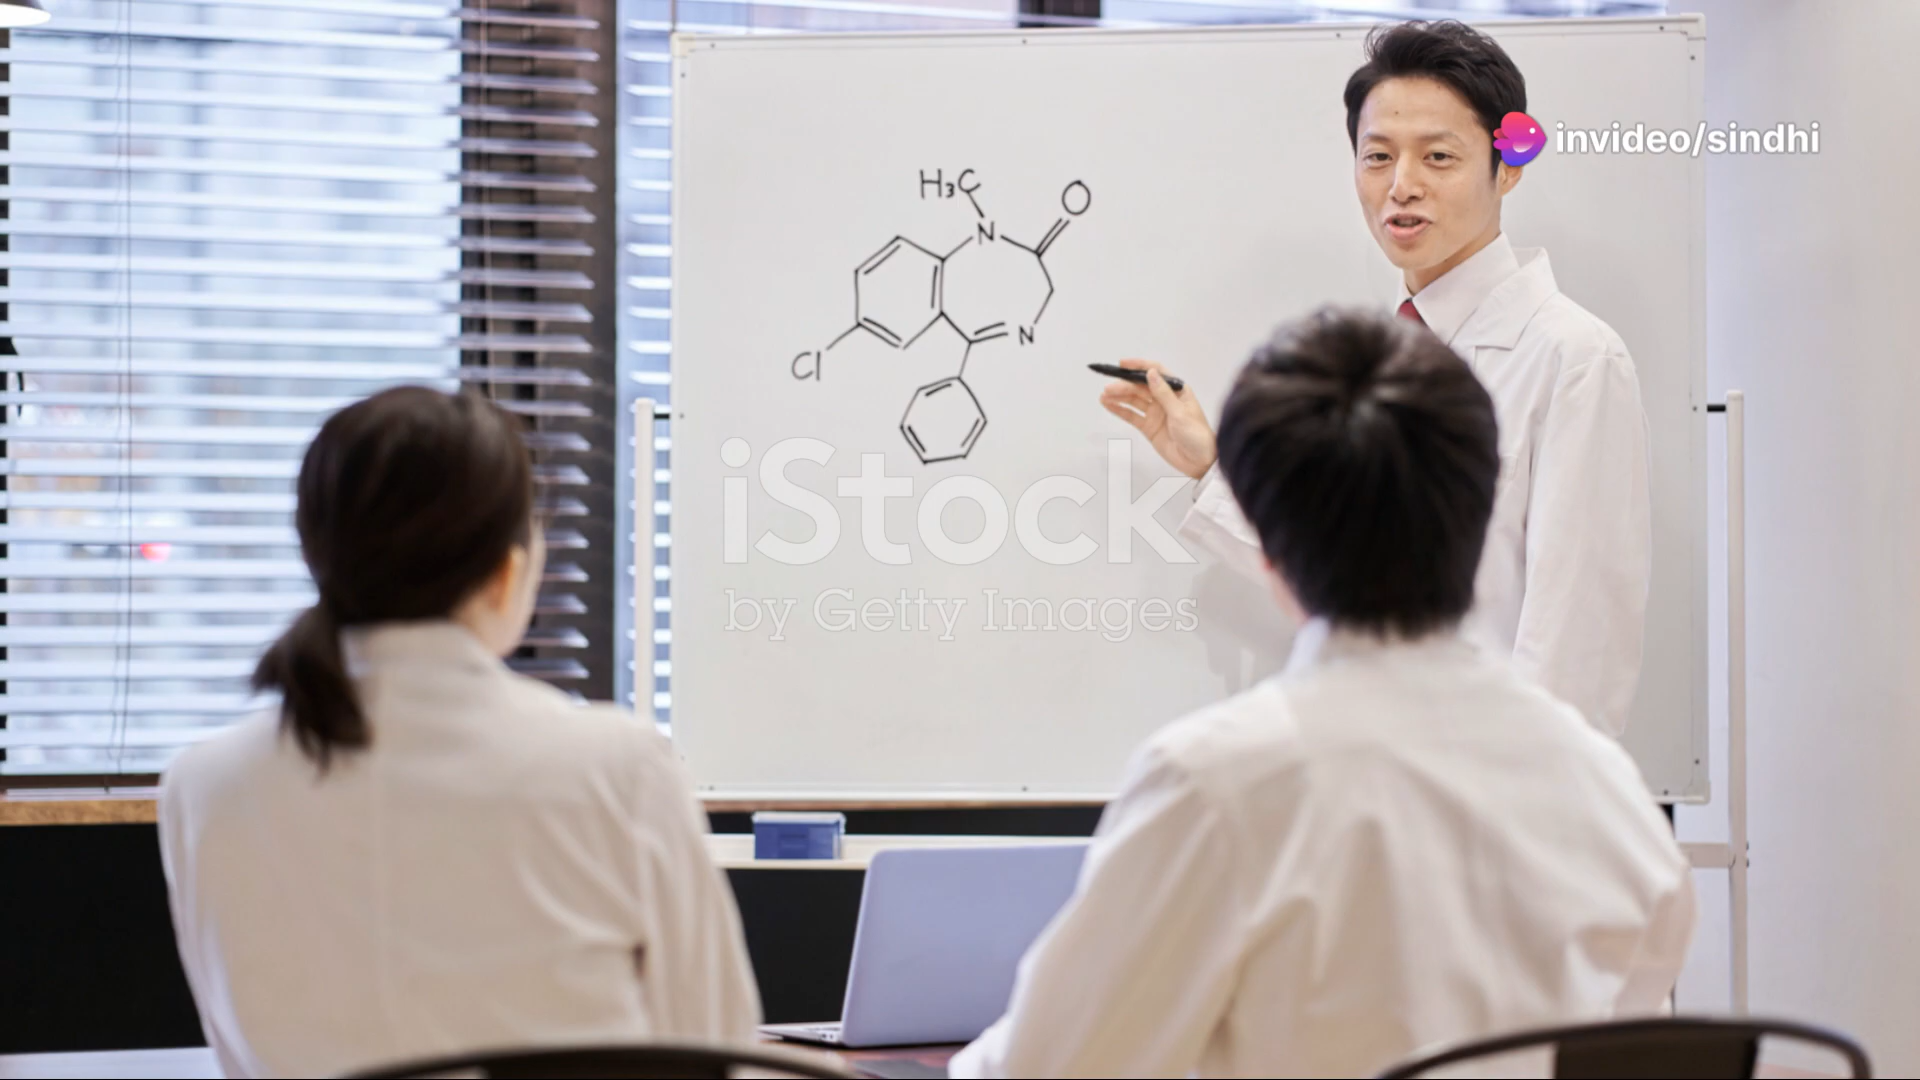 invideo/sindhi
H₃C
O
N
N
Cl
iStock
by Getty Images